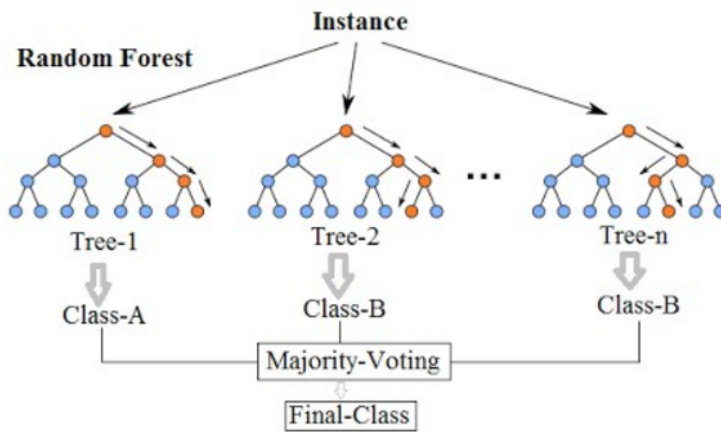 Instance
Random Forest
...
Tree-1 Tree-2 Tree-n
Class-A Class-B Class-B
Majority-Voting
Final-Class